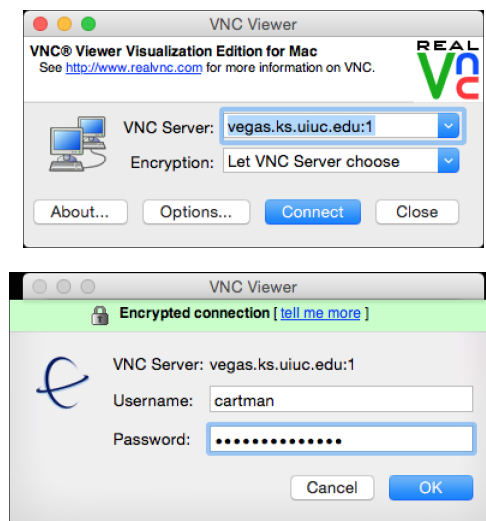 VNC Viewer
VNC® Viewer Visualization Edition for Mac
See http://www.realvnc.com for more information on VNC.
REAL
VNC
VNC Server: vegas.ks.uiuc.edu:1
Encryption: Let VNC Server choose
About... Options... Connect Close
VNC Viewer
Encrypted connection [ tell me more ]
VNC Server: vegas.ks.uiuc.edu:1
Username: cartman
Password: ••••••••••••••
Cancel OK